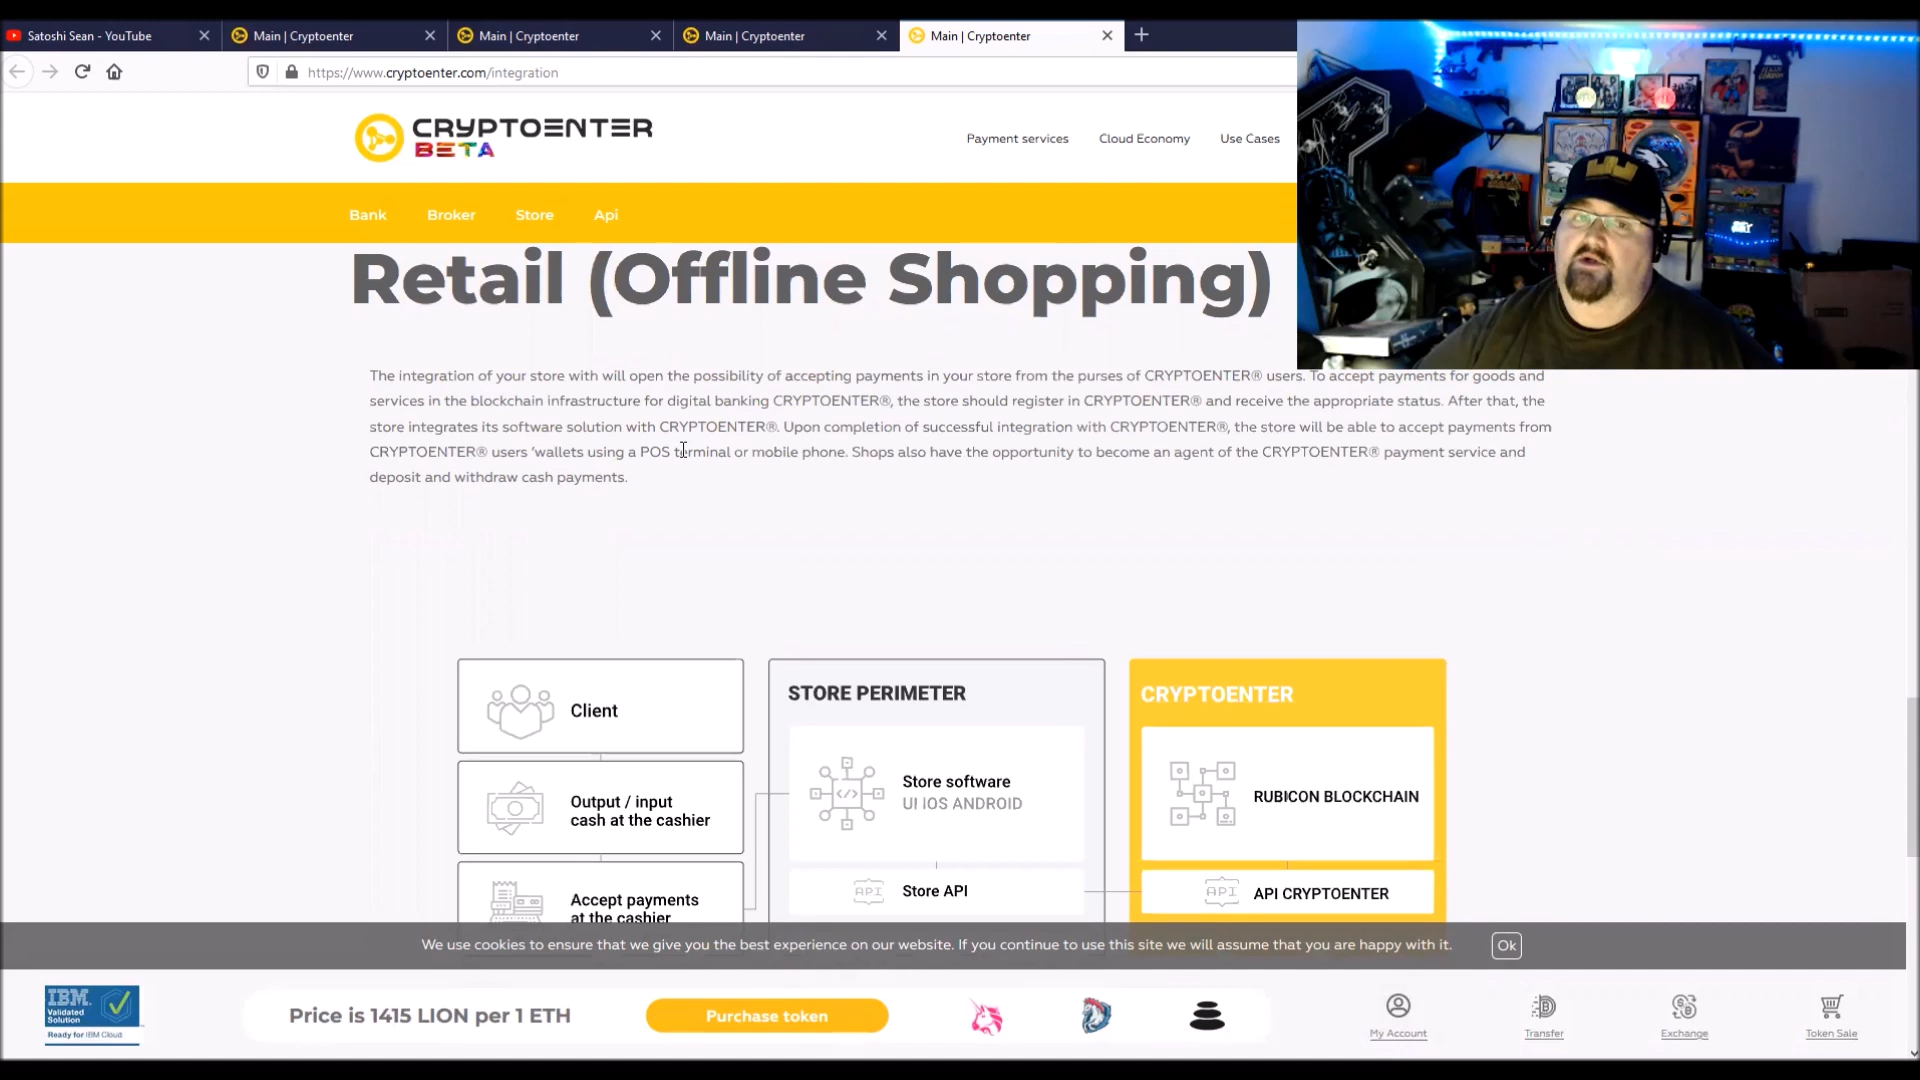 Satoshi Sean - YouTube
Main | Cryptoenter
Main | Cryptoenter
Main | Cryptoenter
Main | Cryptoenter
https://www.cryptoenter.com/integration
CRYPTOENTER
BETA
Payment services
Cloud Economy
Use Cases
Bank
Broker
Store
Api
Retail (Offline Shopping)
The integration of your store with will open the possibility of accepting payments in your store from the purses of CRYPTOENTER® users. To accept payments for goods and
services in the blockchain infrastructure for digital banking CRYPTOENTER®, the store should register in CRYPTOENTER® and receive the appropriate status. After that, the
store integrates its software solution with CRYPTOENTER®. Upon completion of successful integration with CRYPTOENTER®, the store will be able to accept payments from
CRYPTOENTER® users 'wallets using a POS terminal or mobile phone. Shops also have the opportunity to become an agent of the CRYPTOENTER® payment service and
deposit and withdraw cash payments.
Client
Output / input
cash at the cashier
Accept payments
at the cashier
STORE PERIMETER
Store software
UI IOS ANDROID
API
Store API
CRYPTOENTER
RUBICON BLOCKCHAIN
API
API CRYPTOENTER
We use cookies to ensure that we give you the best experience on our website. If you continue to use this site we will assume that you are happy with it.
Ok
IBM.
Validated
Solution
Ready for IBM Cloud
Price is 1415 LION per 1 ETH
Purchase token
My Account
Transfer
Exchange
Token Sale